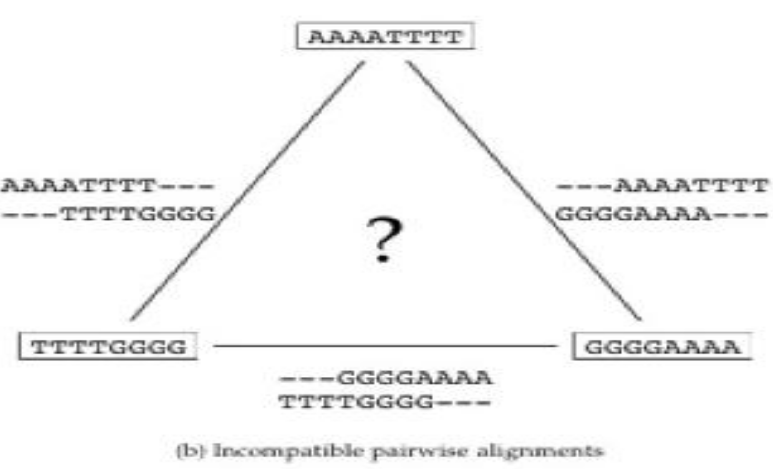 AAAATTTT
AAAATTTT---
---TTTTGGGG
---AAAATTTT
GGGGAAAA---
?
TTTTGGGG
GGGGAAAA
---GGGGAAAA
TTTTGGGG---
(b) Incompatible pairwise alignments